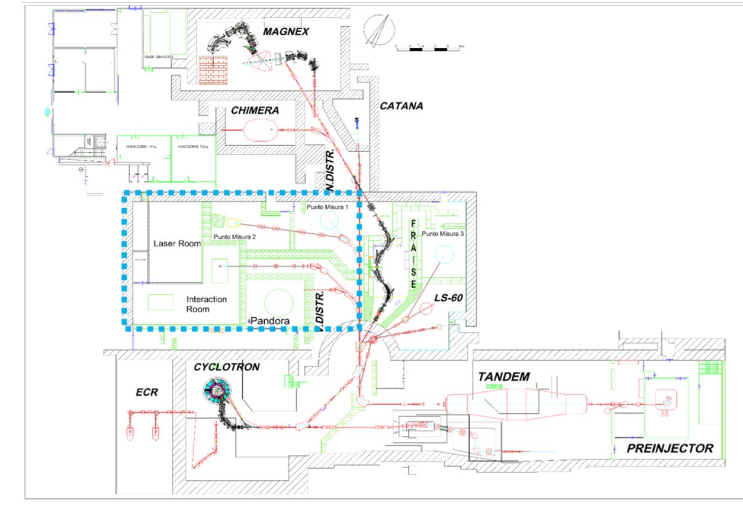 MAGNEX
CATANA
CHIMERA
N.DISTR.
Punto Misura 1
Punto Misura 2
Laser Room
FRAISE
Punto Misura 3
Interaction
Room
Pandora
.DISTR.
LS-60
CYCLOTRON
ECR
TANDEM
PREINJECTOR